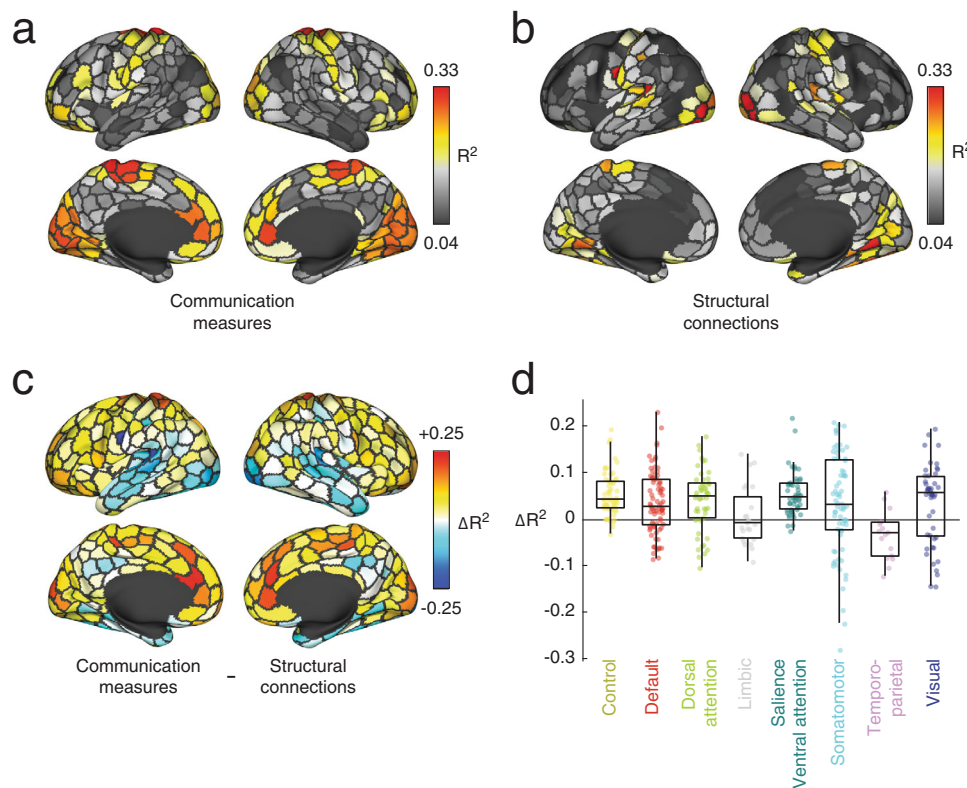 a
0.33
R²
0.04
Communication
measures
b
0.33
R²
0.04
Structural
connections
c
+0.25
ΔR²
-0.25
Communication
measures
-
Structural
connections
d
0.2
0.1
ΔR²
0
-0.1
-0.2
-0.3
Control
Default
Dorsal
attention
Limbic
Salience
Ventral attention
Somatomotor
Temporo-
parietal
Visual